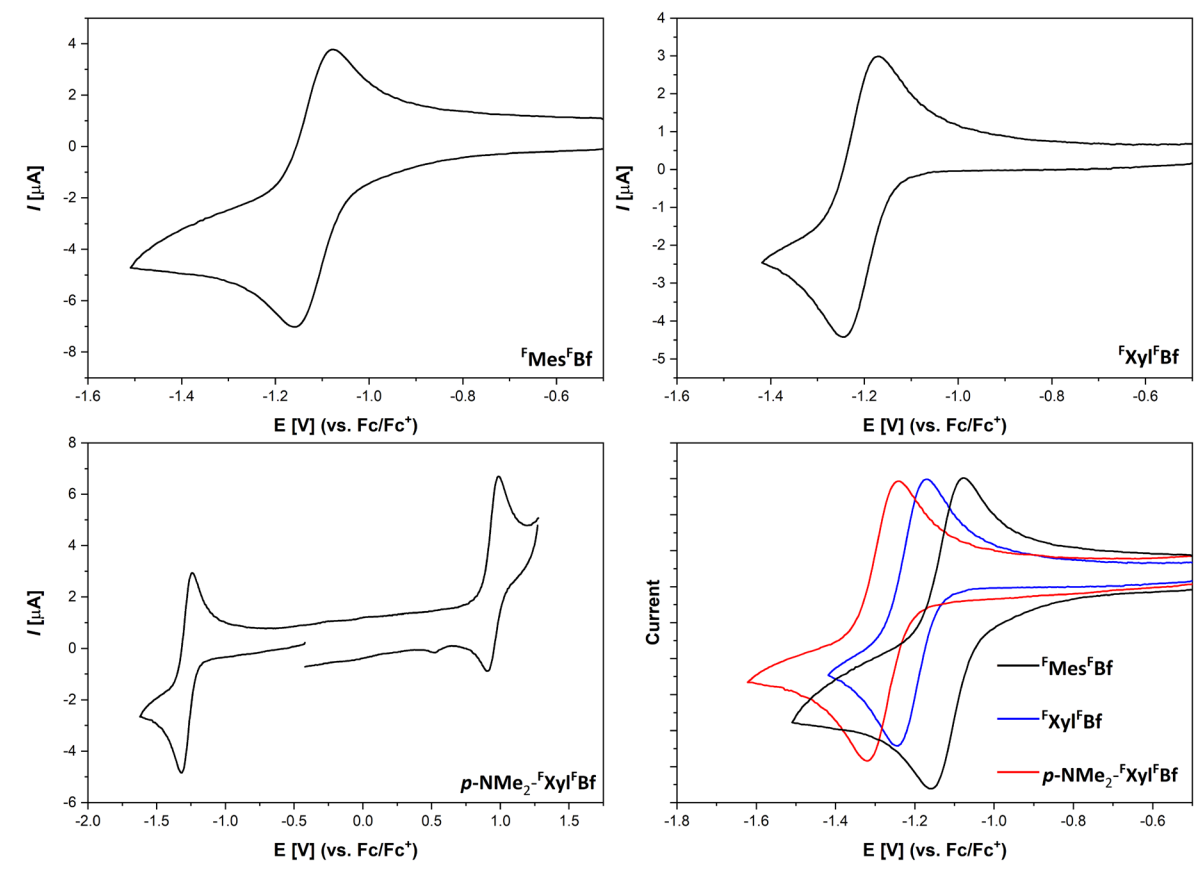 4
2
0
-2
-4
-6
-8
I [μA]
-1.6 -1.4 -1.2 -1.0 -0.8 -0.6
E [V] (vs. Fc/Fc⁺)
ᶠMesᶠBf
4
3
2
1
0
-1
-2
-3
-4
-5
I [μA]
-1.6 -1.4 -1.2 -1.0 -0.8 -0.6
E [V] (vs. Fc/Fc⁺)
ᶠXylᶠBf
8
6
4
2
0
-2
-4
-6
I [μA]
-2.0 -1.5 -1.0 -0.5 0.0 0.5 1.0 1.5
E [V] (vs. Fc/Fc⁺)
p-NMe₂-ᶠXylᶠBf
Current
-1.8 -1.6 -1.4 -1.2 -1.0 -0.8 -0.6
E [V] (vs. Fc/Fc⁺)
ᶠMesᶠBf
ᶠXylᶠBf
p-NMe₂-ᶠXylᶠBf